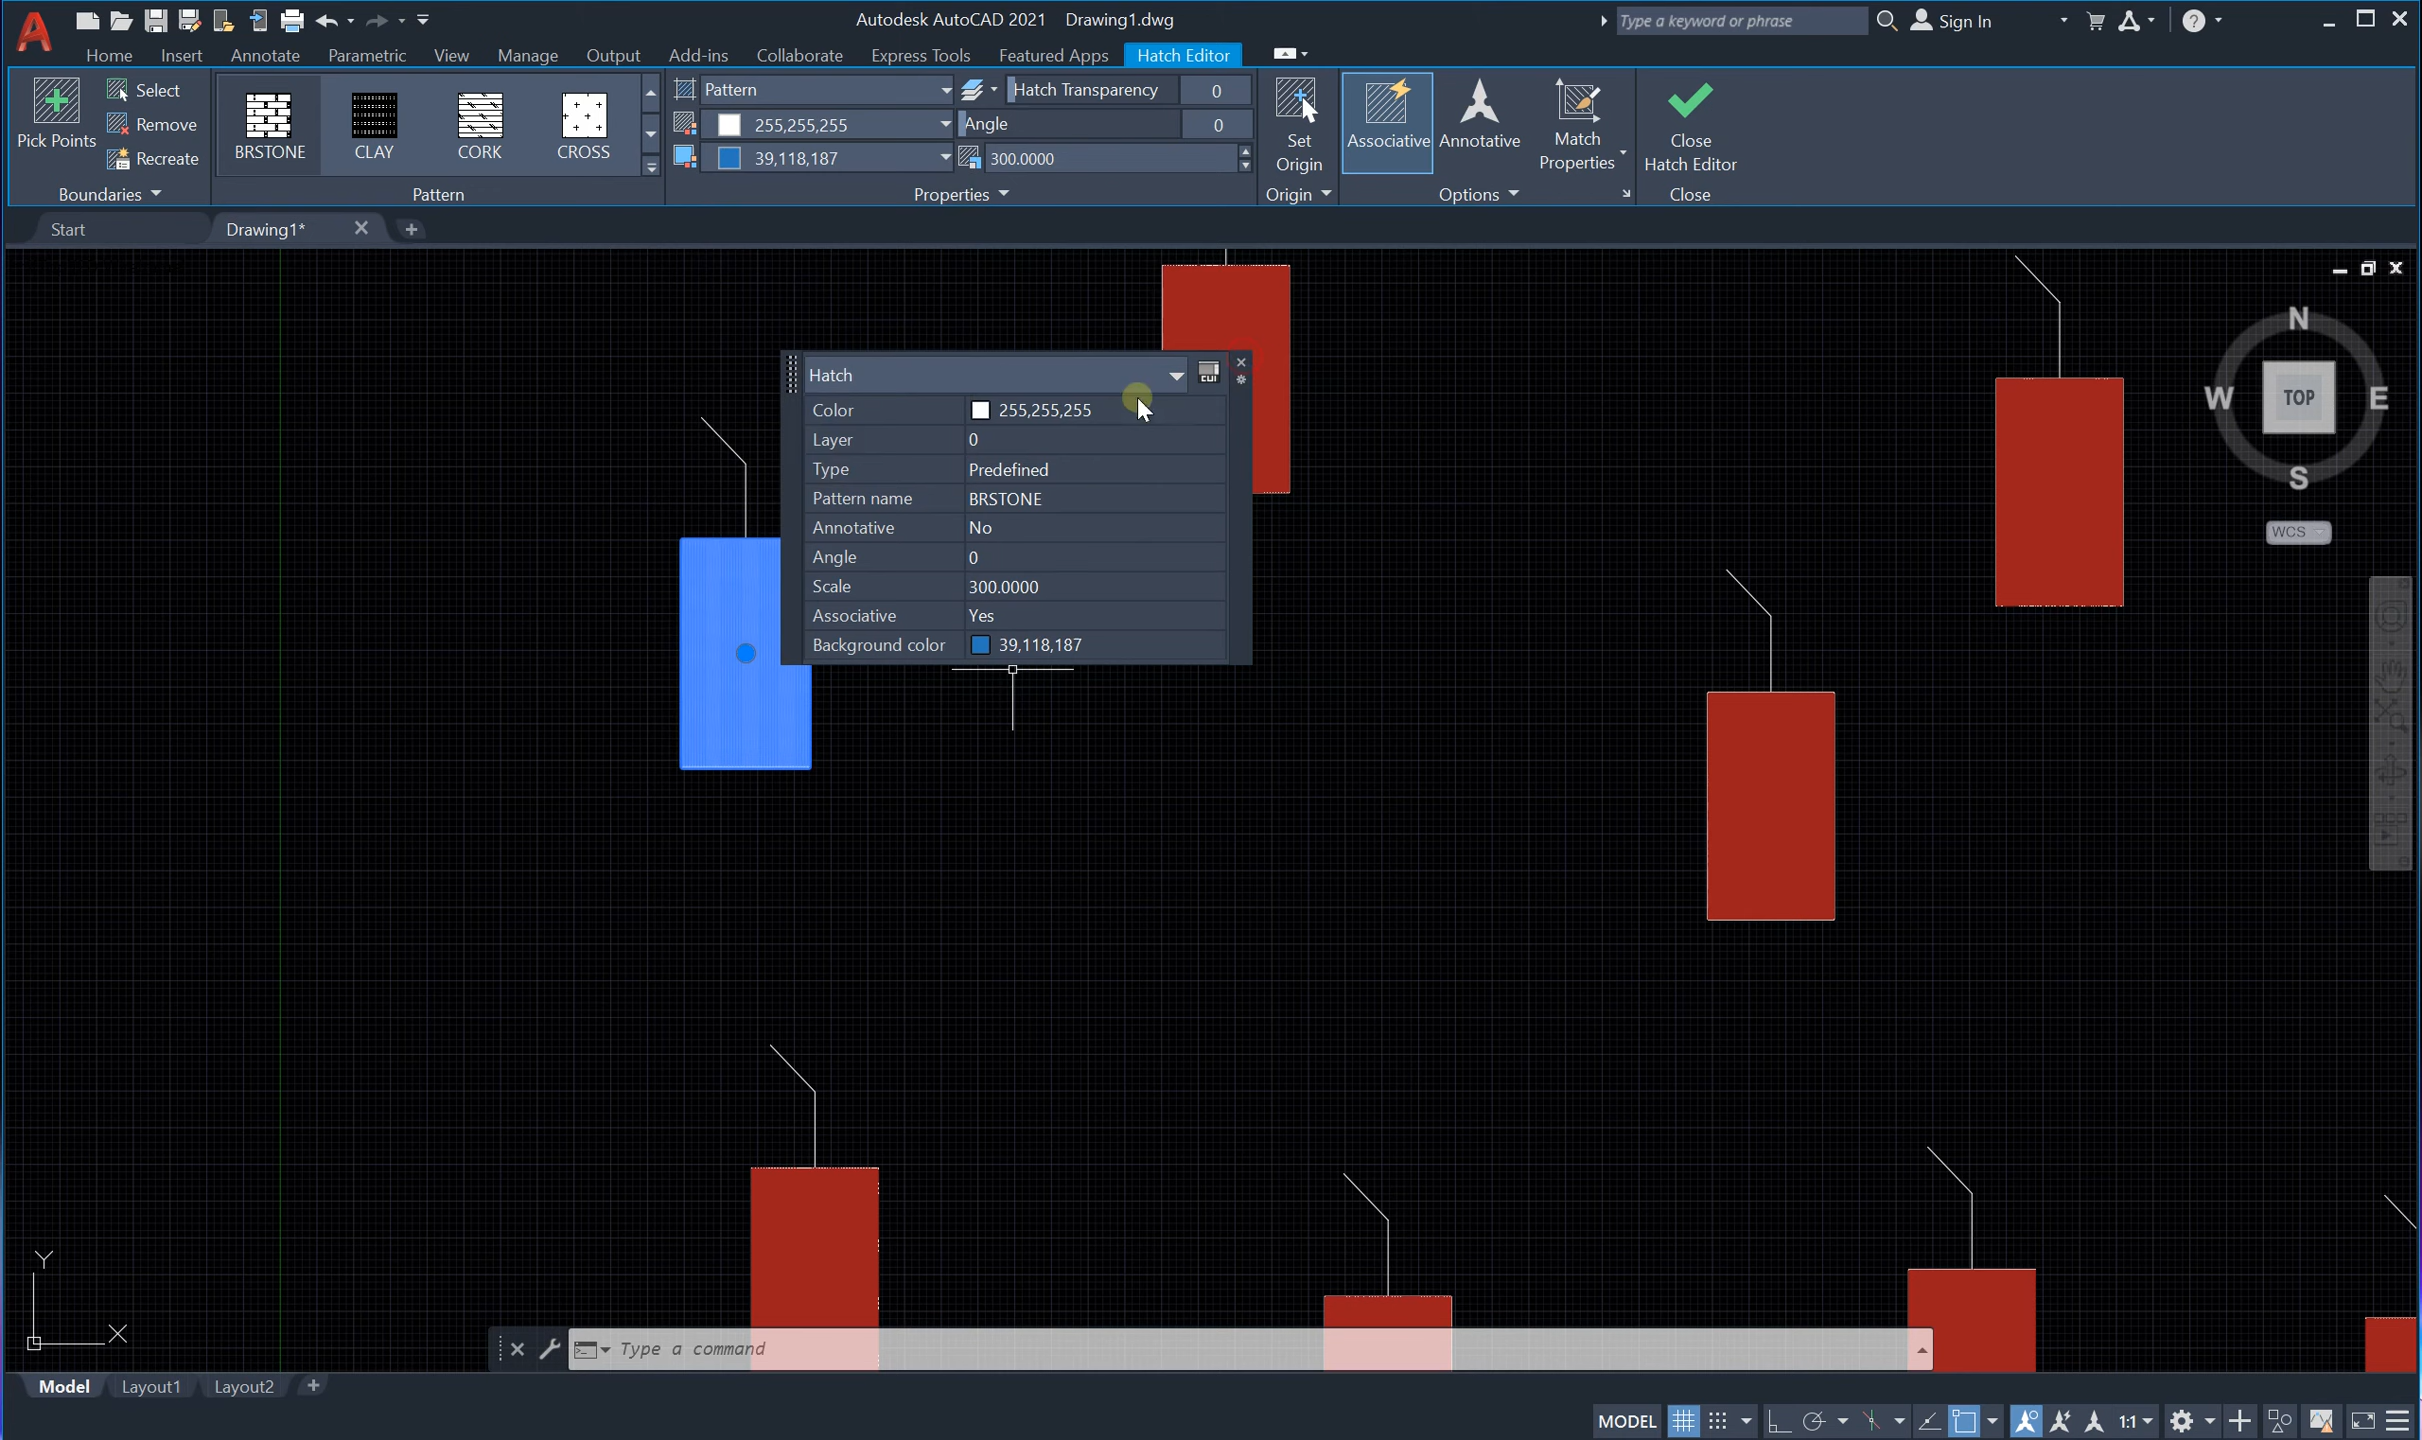 Autodesk AutoCAD 2021 Drawing1.dwg
Type a keyword or phrase
Sign In
Home Insert Annotate Parametric View Manage Output Add-ins Collaborate Express Tools Featured Apps Hatch Editor
Pick Points
Select
Remove
Recreate
Boundaries
BRSTONE CLAY CORK CROSS
Pattern
Pattern
255,255,255
39,118,187
Hatch Transparency 0
Angle 0
300.0000
Properties
Set Origin
Origin
Associative
Annotative
Match Properties
Options
Close Hatch Editor
Close
Start
Drawing1*
Hatch
CUI
Color 255,255,255
Layer 0
Type Predefined
Pattern name BRSTONE
Annotative No
Angle 0
Scale 300.0000
Associative Yes
Background color 39,118,187
N
W TOP E
S
WCS
Y
X
Type a command
Model Layout1 Layout2
MODEL 1:1